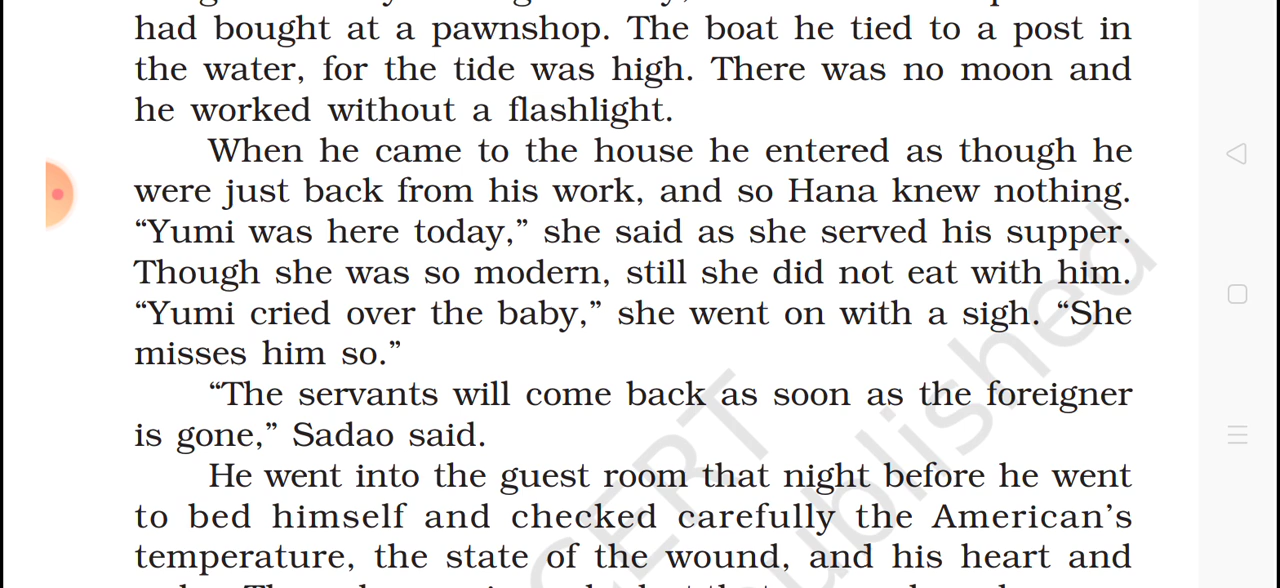 had bought at a pawnshop. The boat he tied to a post in
the water, for the tide was high. There was no moon and
he worked without a flashlight.
When he came to the house he entered as though he
were just back from his work, and so Hana knew nothing.
“Yumi was here today,” she said as she served his supper.
Though she was so modern, still she did not eat with him.
“Yumi cried over the baby,” she went on with a sigh. “She
misses him so.”
“The servants will come back as soon as the foreigner
is gone,” Sadao said.
He went into the guest room that night before he went
to bed himself and checked carefully the American’s
temperature, the state of the wound, and his heart and